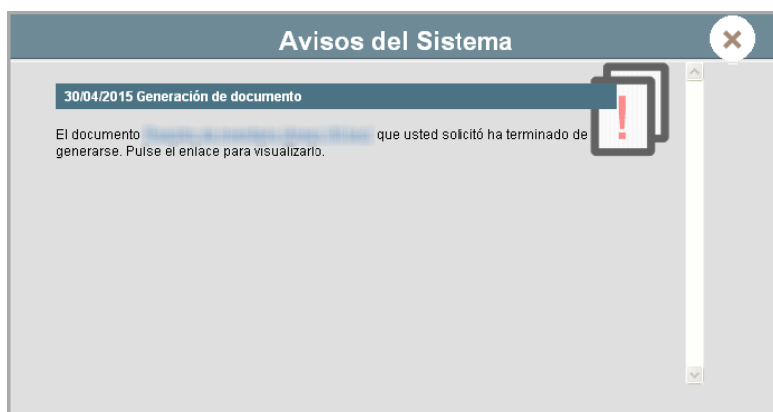 Avisos del Sistema
30/04/2015 Generación de documento
El documento que usted solicitó ha terminado de
generarse. Pulse el enlace para visualizarlo.